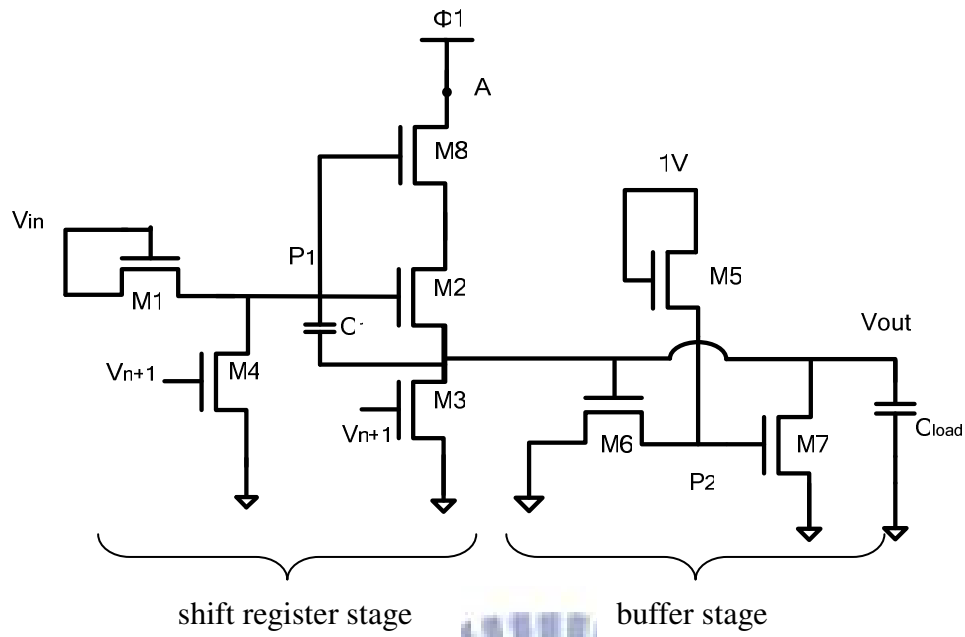 Φ1
A
M8
1V
Vin
P1
M5
M1
M2
C1
Vout
Vn+1
M4
M3
Vn+1
M6
M7
Cload
P2
shift register stage
buffer stage